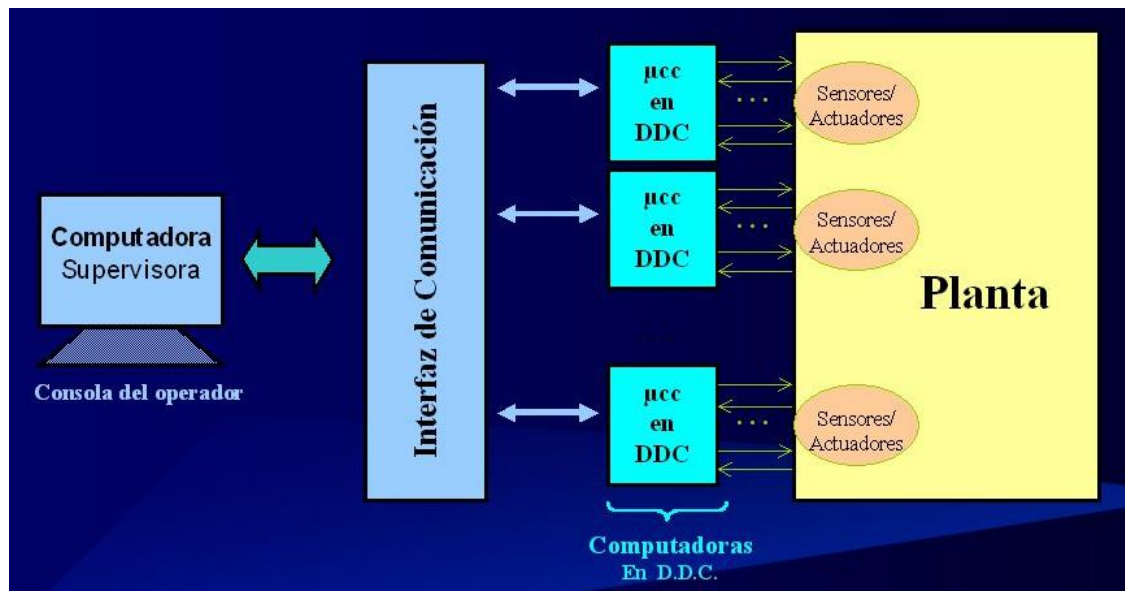 Computadora
Supervisora
Consola del operador
Interfaz de Comunicación
µcc
en
DDC
µcc
en
DDC
µcc
en
DDC
Computadoras
En D.D.C.
Sensores/
Actuadores
Sensores/
Actuadores
Sensores/
Actuadores
Planta